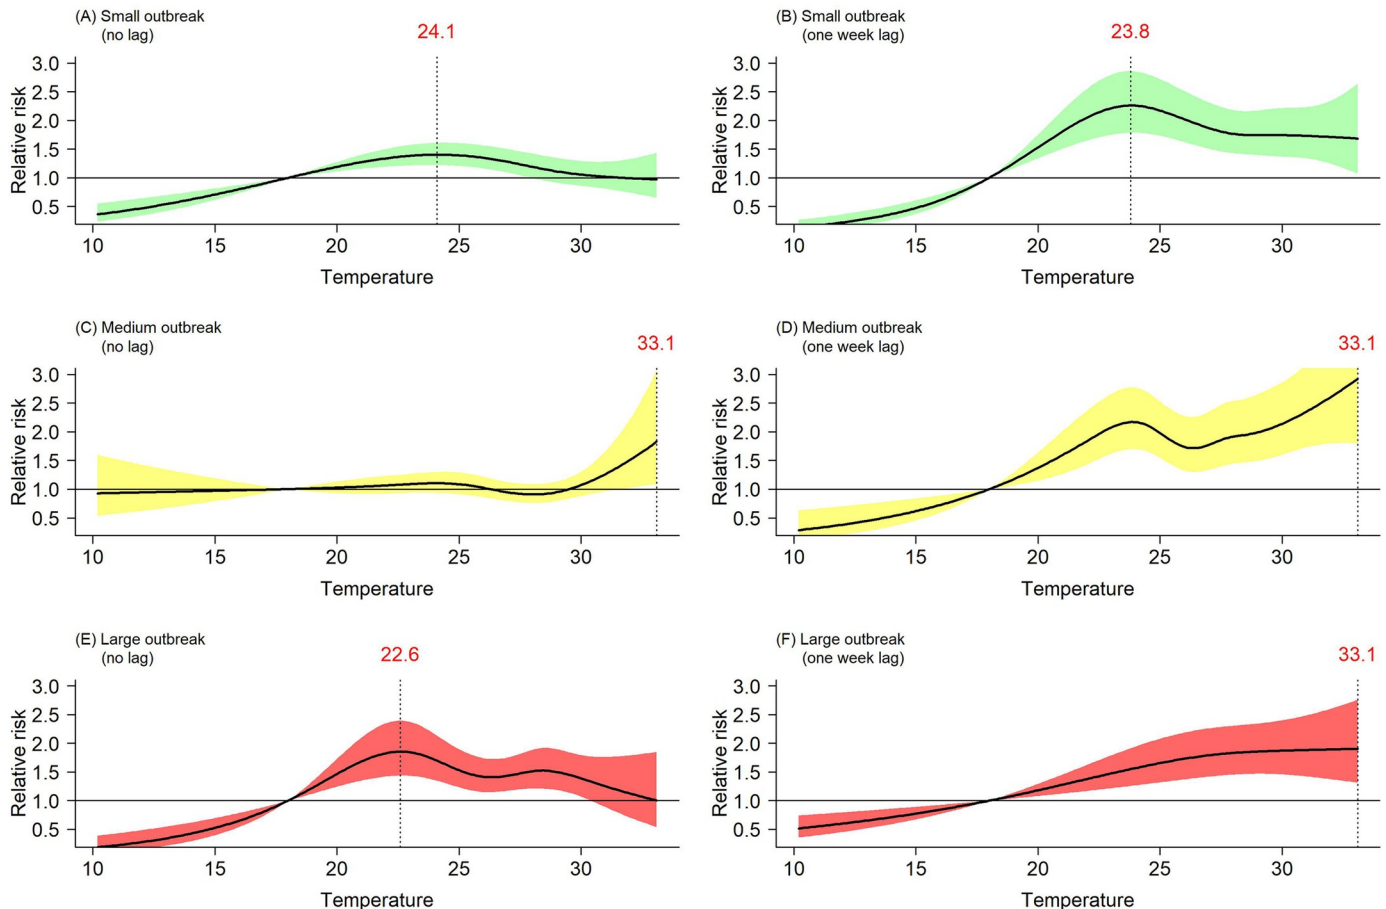 (A) Small outbreak
(no lag)
24.1
3.0
2.5
2.0
1.5
1.0
0.5
Relative risk
10 15 20 25 30
Temperature
(B) Small outbreak
(one week lag)
23.8
3.0
2.5
2.0
1.5
1.0
0.5
Relative risk
10 15 20 25 30
Temperature
(C) Medium outbreak
(no lag)
33.1
3.0
2.5
2.0
1.5
1.0
0.5
Relative risk
10 15 20 25 30
Temperature
(D) Medium outbreak
(one week lag)
33.1
3.0
2.5
2.0
1.5
1.0
0.5
Relative risk
10 15 20 25 30
Temperature
(E) Large outbreak
(no lag)
22.6
3.0
2.5
2.0
1.5
1.0
0.5
Relative risk
10 15 20 25 30
Temperature
(F) Large outbreak
(one week lag)
33.1
3.0
2.5
2.0
1.5
1.0
0.5
Relative risk
10 15 20 25 30
Temperature